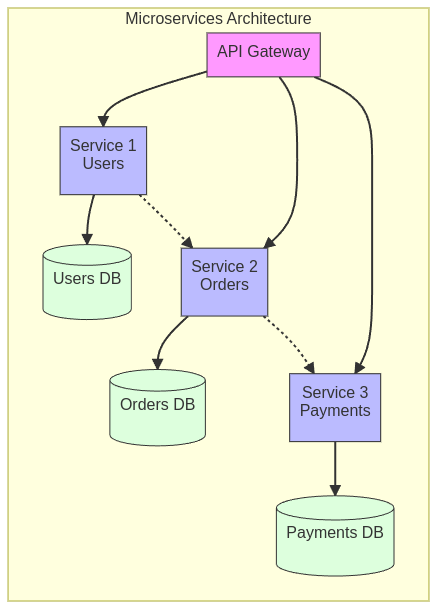 Microservices Architecture
API Gateway
Service 1
Users
Users DB
Service 2
Orders
Orders DB
Service 3
Payments
Payments DB